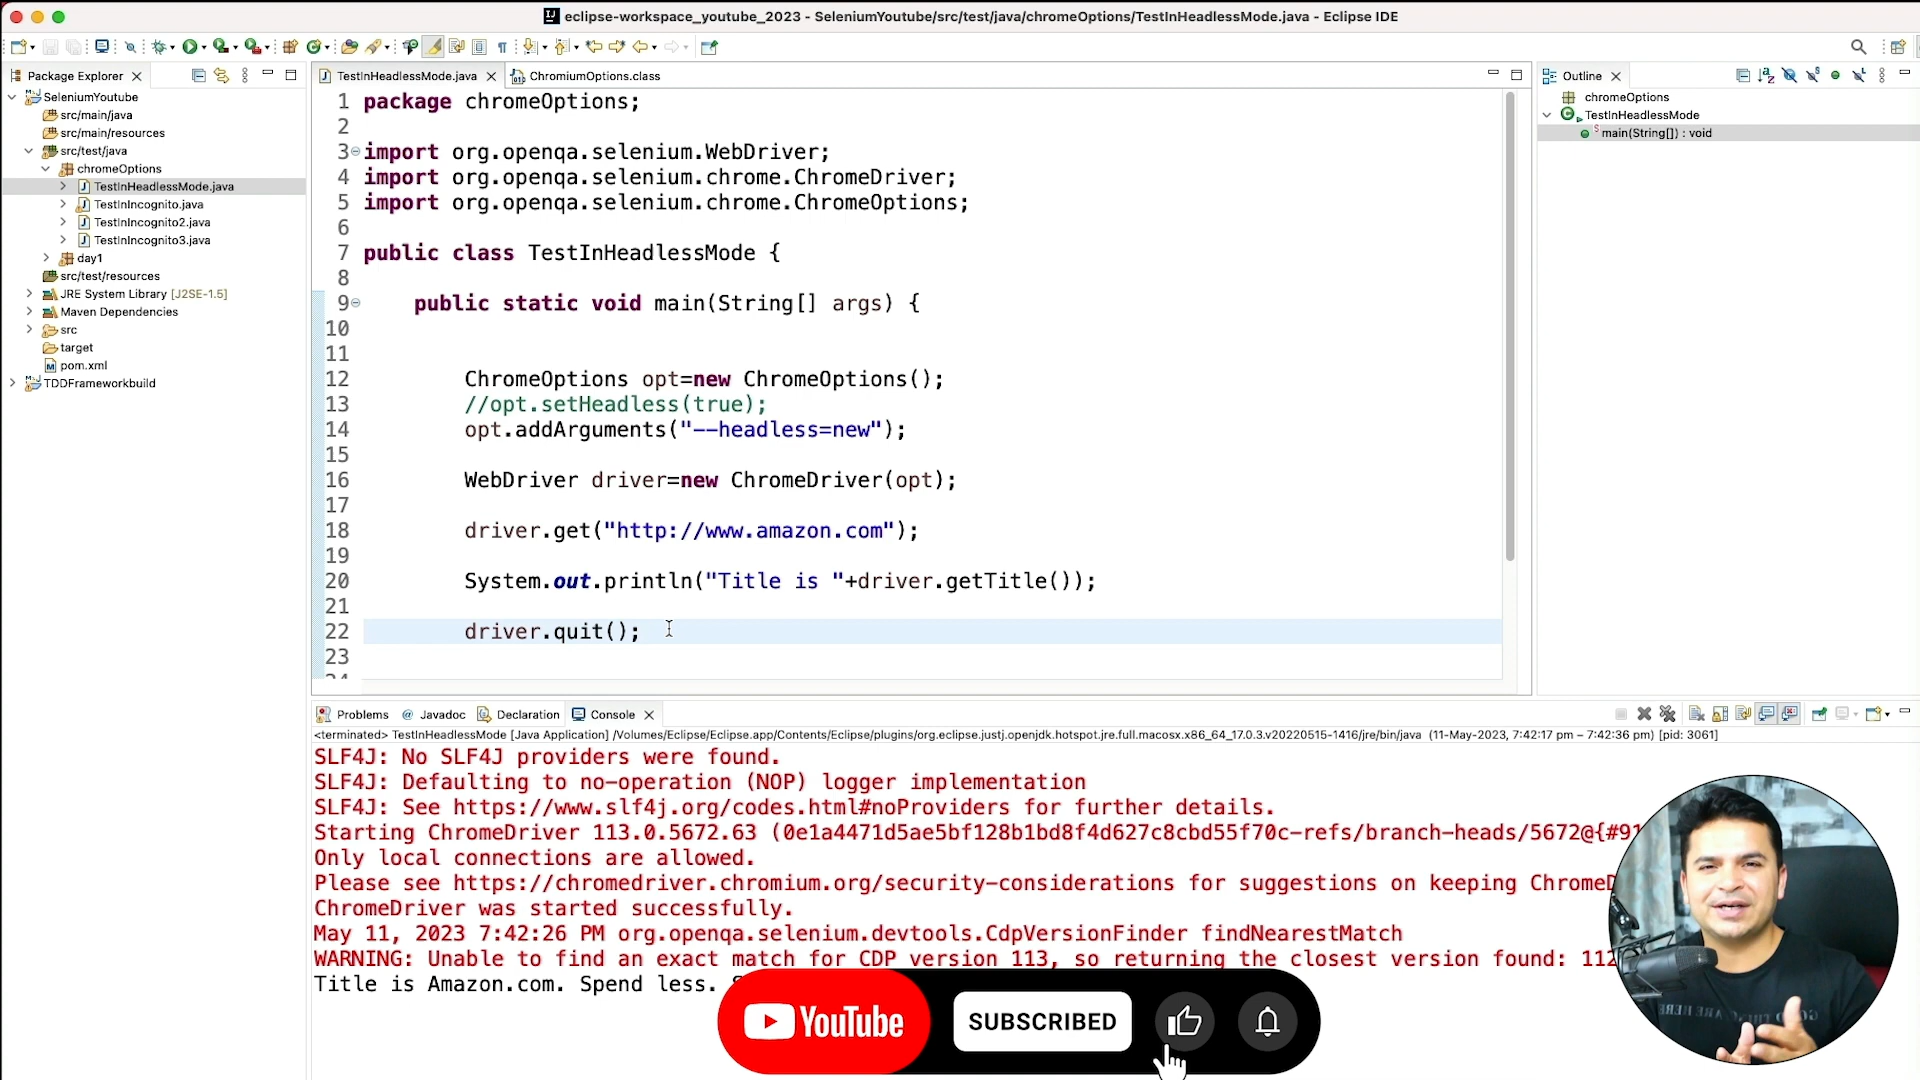 eclipse-workspace_youtube_2023 - SeleniumYoutube/src/test/java/chromeOptions/TestInHeadlessMode.java - Eclipse IDE
Package Explorer
SeleniumYoutube
src/main/java
src/main/resources
src/test/java
chromeOptions
TestInHeadlessMode.java
TestInIncognito.java
TestInIncognito2.java
TestInIncognito3.java
day1
src/test/resources
JRE System Library [J2SE-1.5]
Maven Dependencies
src
target
pom.xml
TDDFrameworkbuild
TestInHeadlessMode.java
ChromiumOptions.class
1 package chromeOptions;
2
3 import org.openqa.selenium.WebDriver;
4 import org.openqa.selenium.chrome.ChromeDriver;
5 import org.openqa.selenium.chrome.ChromeOptions;
6
7 public class TestInHeadlessMode {
8
9 public static void main(String[] args) {
10
11
12 ChromeOptions opt=new ChromeOptions();
13 //opt.setHeadless(true);
14 opt.addArguments("--headless=new");
15
16 WebDriver driver=new ChromeDriver(opt);
17
18 driver.get("http://www.amazon.com");
19
20 System.out.println("Title is "+driver.getTitle());
21
22 driver.quit();
23
Outline
chromeOptions
TestInHeadlessMode
main(String[]) : void
Problems
@ Javadoc
Declaration
Console
<terminated> TestInHeadlessMode [Java Application] /Volumes/Eclipse/Eclipse.app/Contents/Eclipse/plugins/org.eclipse.justj.openjdk.hotspot.jre.full.macosx.x86_64_17.0.3.v20220515-1416/jre/bin/java (11-May-2023, 7:42:17 pm – 7:42:36 pm) [pid: 3061]
SLF4J: No SLF4J providers were found.
SLF4J: Defaulting to no-operation (NOP) logger implementation
SLF4J: See https://www.slf4j.org/codes.html#noProviders for further details.
Starting ChromeDriver 113.0.5672.63 (0e1a4471d5ae5bf128b1bd8f4d627c8cbd55f70c-refs/branch-heads/5672@{#91
Only local connections are allowed.
Please see https://chromedriver.chromium.org/security-considerations for suggestions on keeping ChromeD
ChromeDriver was started successfully.
May 11, 2023 7:42:26 PM org.openqa.selenium.devtools.CdpVersionFinder findNearestMatch
WARNING: Unable to find an exact match for CDP version 113, so returning the closest version found: 112
Title is Amazon.com. Spend less.
YouTube
SUBSCRIBED